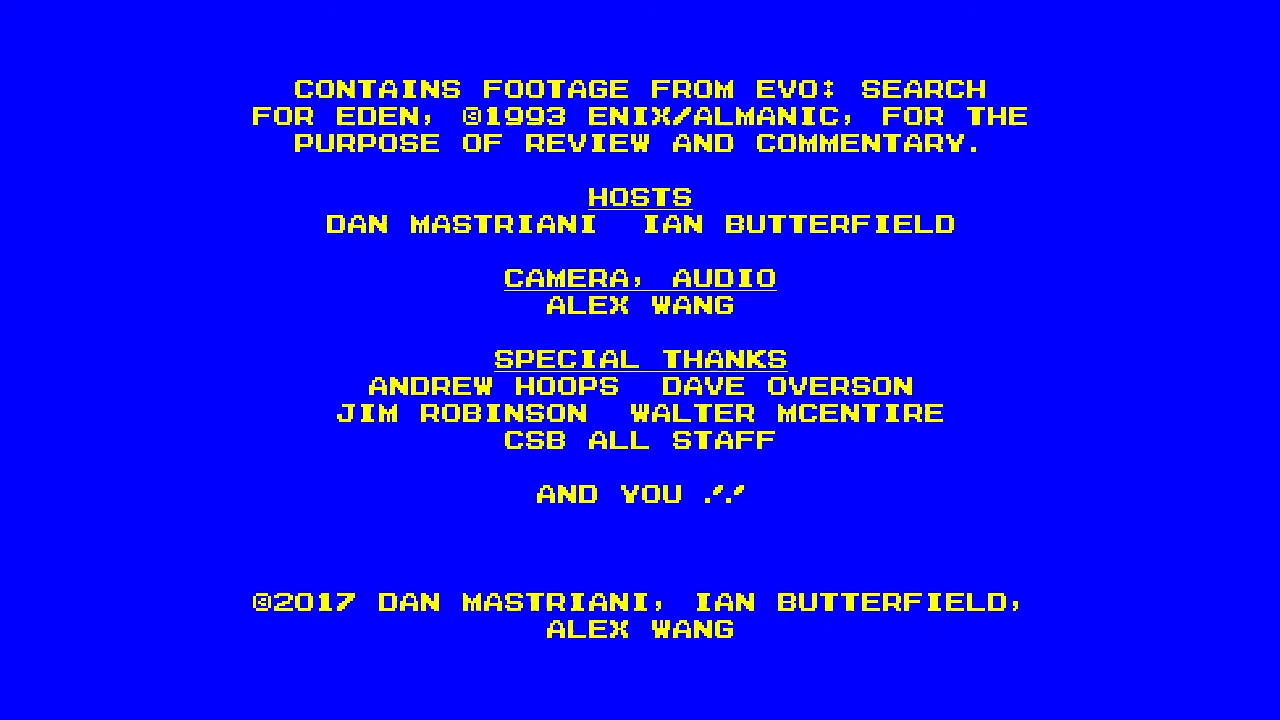 CONTAINS FOOTAGE FROM EVO: SEARCH
FOR EDEN, ©1993 ENIX/ALMANIC, FOR THE
PURPOSE OF REVIEW AND COMMENTARY.
HOSTS
DAN MASTRIANI IAN BUTTERFIELD
CAMERA, AUDIO
ALEX WANG
SPECIAL THANKS
ANDREW HOOPS DAVE OVERSON
JIM ROBINSON WALTER MCENTIRE
CSB ALL STAFF
AND YOU .'.'
©2017 DAN MASTRIANI, IAN BUTTERFIELD,
ALEX WANG